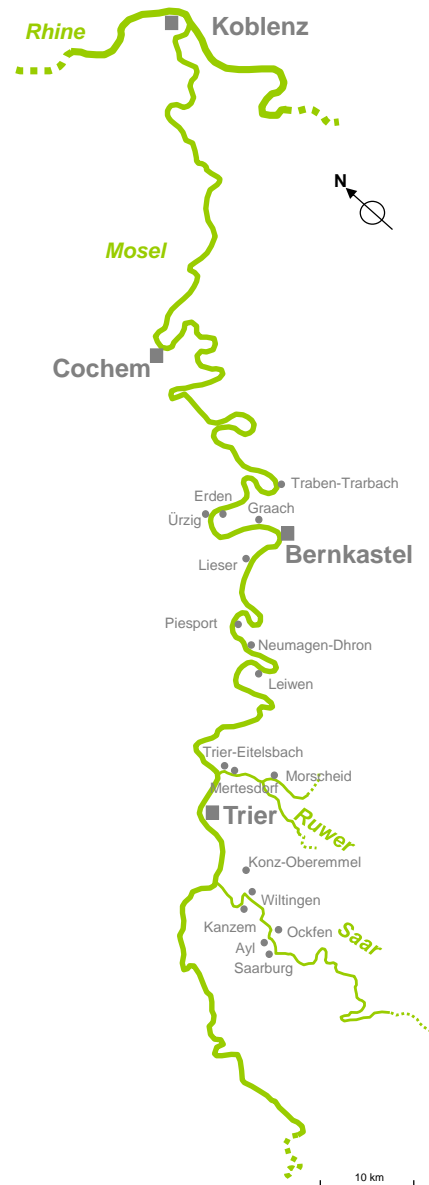 Koblenz
Rhine
N
Mosel
Cochem
Traben-Trarbach
Erden
Graach
Ürzig
Bernkastel
Lieser
Piesport
Neumagen-Dhron
Leiwen
Trier-Eitelsbach
Morscheid
Mertesdorf
Trier
Ruwer
Konz-Oberemmel
Wiltingen
Kanzem
Ockfen
Saar
Ayl
Saarburg
10 km